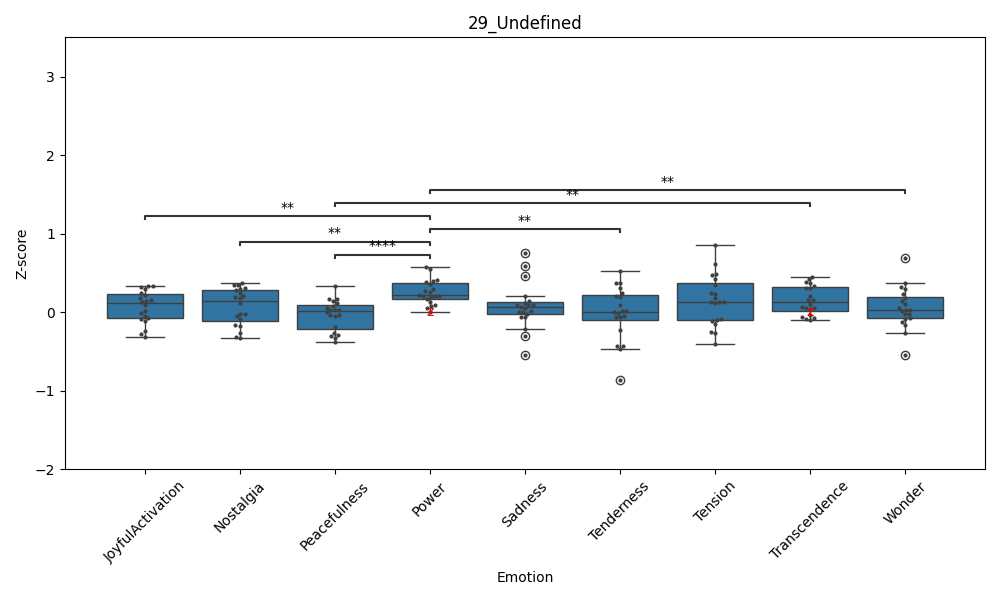 29_Undefined
Z-score
3
2
1
0
−1
−2
**
**
**
**
**
****
JoyfulActivation
Nostalgia
Peacefulness
Power
Sadness
Tenderness
Tension
Transcendence
Wonder
Emotion